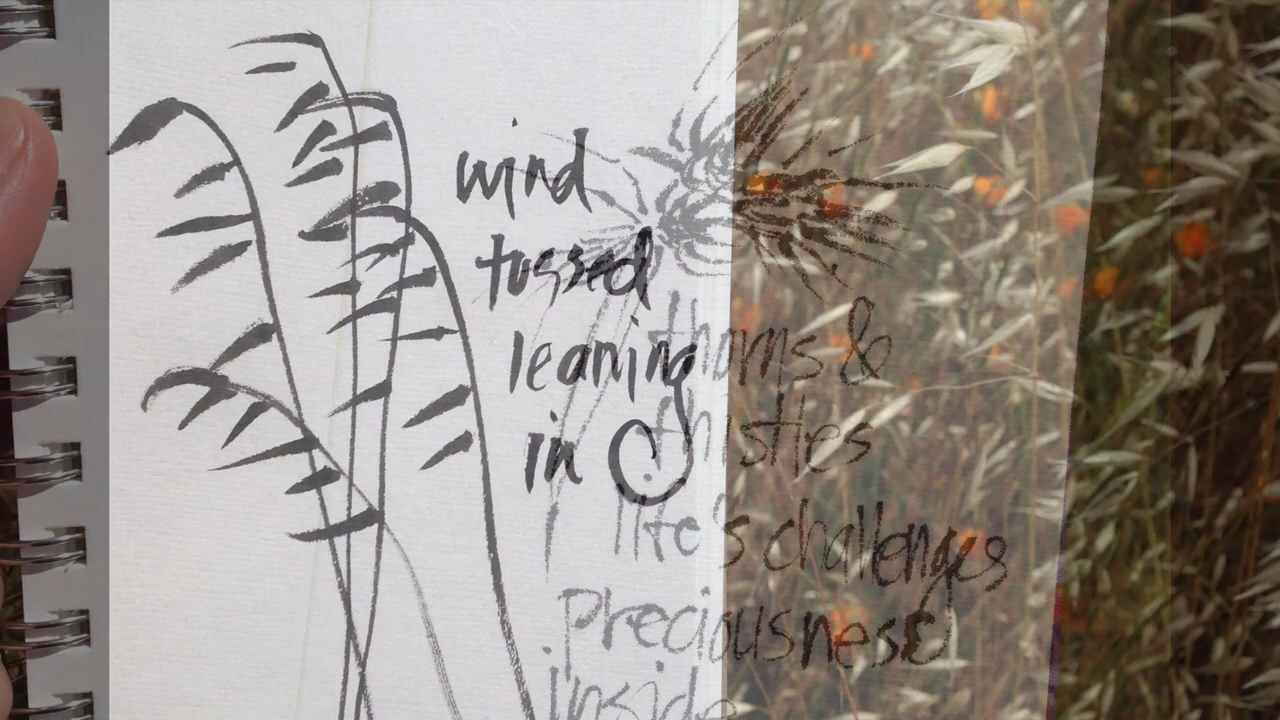 wind
tossed
leaning
in
thorns &
thistles
life's challenges
preciousness
inside